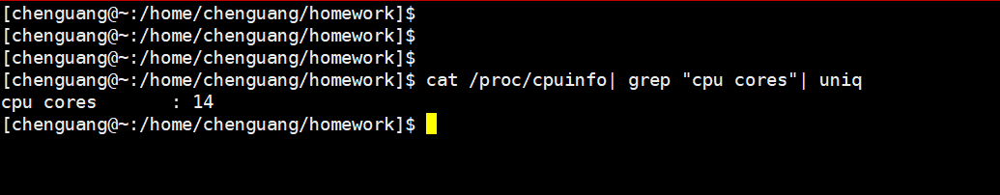 [chenguang@~:/home/chenguang/homework]$
[chenguang@~:/home/chenguang/homework]$
[chenguang@~:/home/chenguang/homework]$
[chenguang@~:/home/chenguang/homework]$ cat /proc/cpuinfo| grep "cpu cores"| uniq
cpu cores       : 14
[chenguang@~:/home/chenguang/homework]$